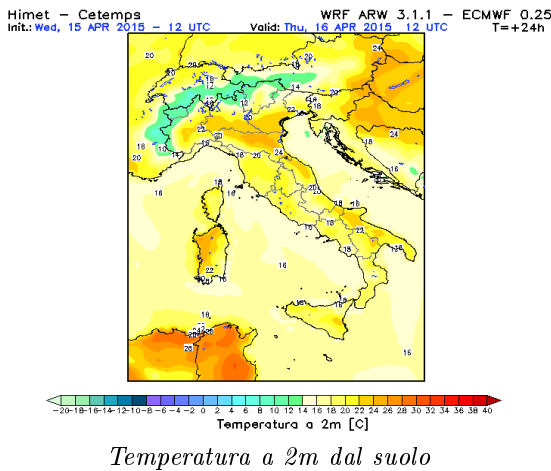 Himet – Cetemps WRF ARW 3.1.1 – ECMWF 0.25
Init.: Wed, 15 APR 2015 – 12 UTC Valid: Thu, 16 APR 2015 12 UTC T=+24h
-20-18-16-14-12-10-8 -6 -4 -2 0 2 4 6 8 10 12 14 16 18 20 22 24 26 28 30 32 34 36 38 40
Temperatura a 2m [C]
Temperatura a 2m dal suolo